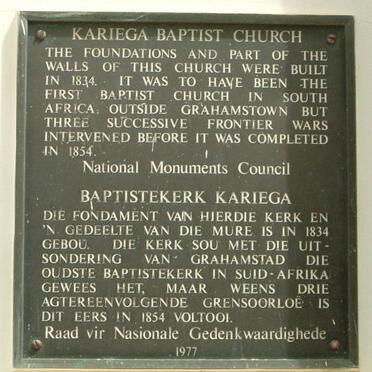 KARIEGA BAPTIST CHURCH
THE FOUNDATIONS AND PART OF THE
WALLS OF THIS CHURCH WERE BUILT
IN 1834. IT WAS TO HAVE BEEN THE
FIRST BAPTIST CHURCH IN SOUTH
AFRICA OUTSIDE GRAHAMSTOWN BUT
THREE SUCCESSIVE FRONTIER WARS
INTERVENED BEFORE IT WAS COMPLETED
IN 1854.
National Monuments Council
BAPTISTEKERK KARIEGA
DIE FONDAMENT VAN HIERDIE KERK EN
'N GEDEELTE VAN DIE MURE IS IN 1834
GEBOU. DIE KERK SOU MET DIE UIT-
SONDERING VAN GRAHAMSTAD DIE
OUDSTE BAPTISTEKERK IN SUID-AFRIKA
GEWEES HET, MAAR WEENS DRIE
AGTEREENVOLGENDE GRENSOORLOË IS
DIT EERS IN 1854 VOLTOOI.
Raad vir Nasionale Gedenkwaardighede
1977